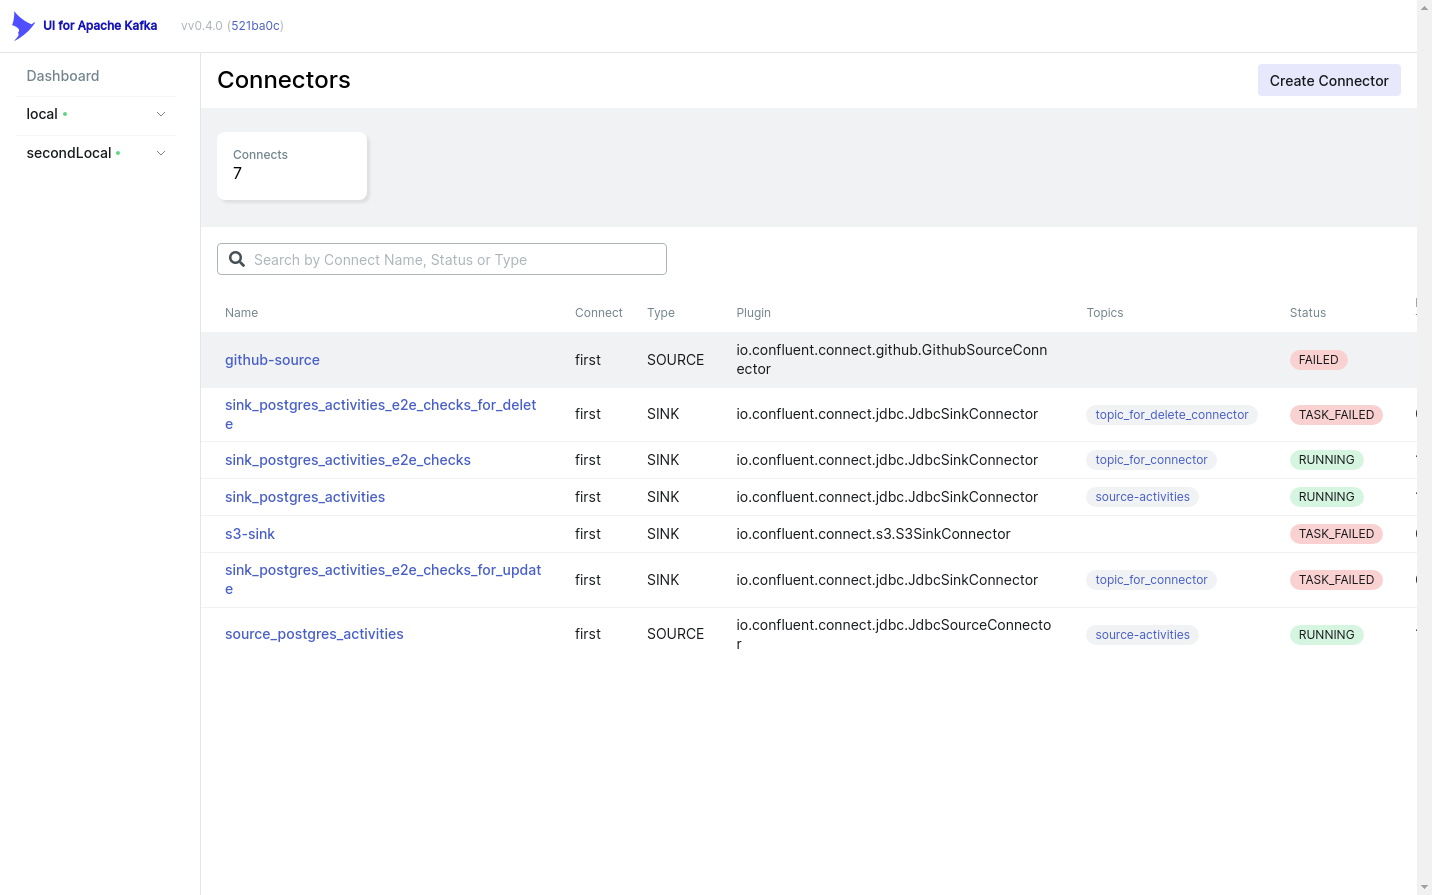 UI for Apache Kafka vv0.4.0 (521ba0c)
Dashboard
local
secondLocal
Connectors
Create Connector
Connects
7
Search by Connect Name, Status or Type
Name Connect Type Plugin Topics Status
github-source first SOURCE io.confluent.connect.github.GithubSourceConn
ector FAILED
sink_postgres_activities_e2e_checks_for_delet
e first SINK io.confluent.connect.jdbc.JdbcSinkConnector topic_for_delete_connector TASK_FAILED
sink_postgres_activities_e2e_checks first SINK io.confluent.connect.jdbc.JdbcSinkConnector topic_for_connector RUNNING
sink_postgres_activities first SINK io.confluent.connect.jdbc.JdbcSinkConnector source-activities RUNNING
s3-sink first SINK io.confluent.connect.s3.S3SinkConnector TASK_FAILED
sink_postgres_activities_e2e_checks_for_updat
e first SINK io.confluent.connect.jdbc.JdbcSinkConnector topic_for_connector TASK_FAILED
source_postgres_activities first SOURCE io.confluent.connect.jdbc.JdbcSourceConnecto
r source-activities RUNNING